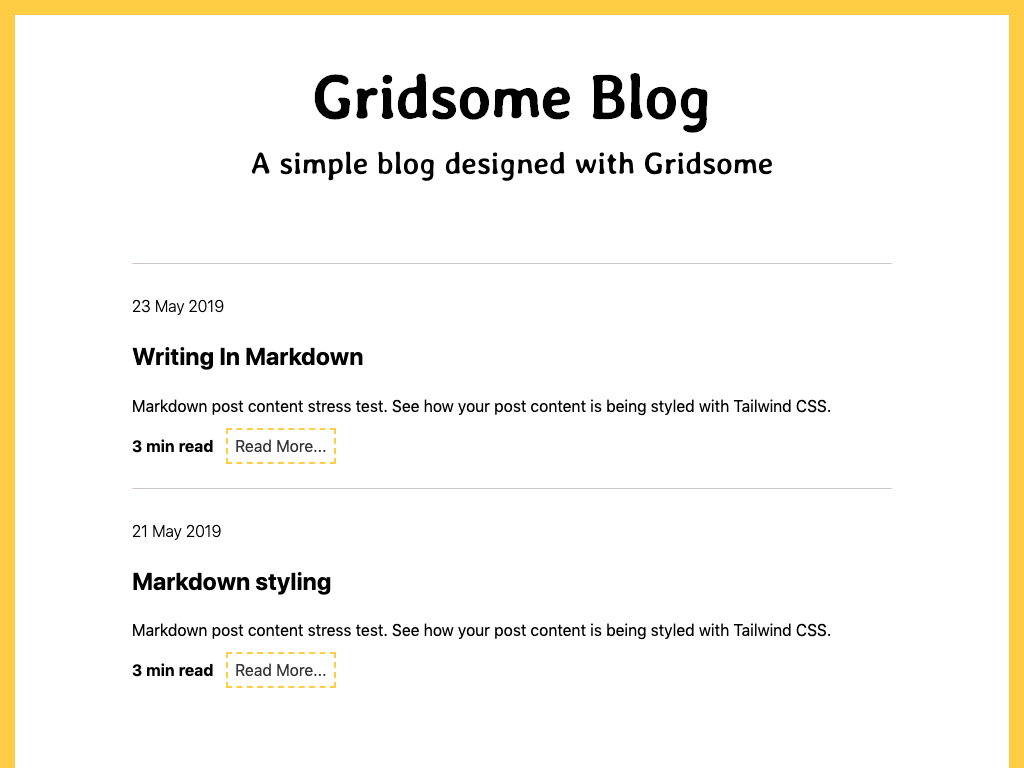 Gridsome Blog
A simple blog designed with Gridsome
23 May 2019
Writing In Markdown
Markdown post content stress test. See how your post content is being styled with Tailwind CSS.
3 min read Read More...
21 May 2019
Markdown styling
Markdown post content stress test. See how your post content is being styled with Tailwind CSS.
3 min read Read More...